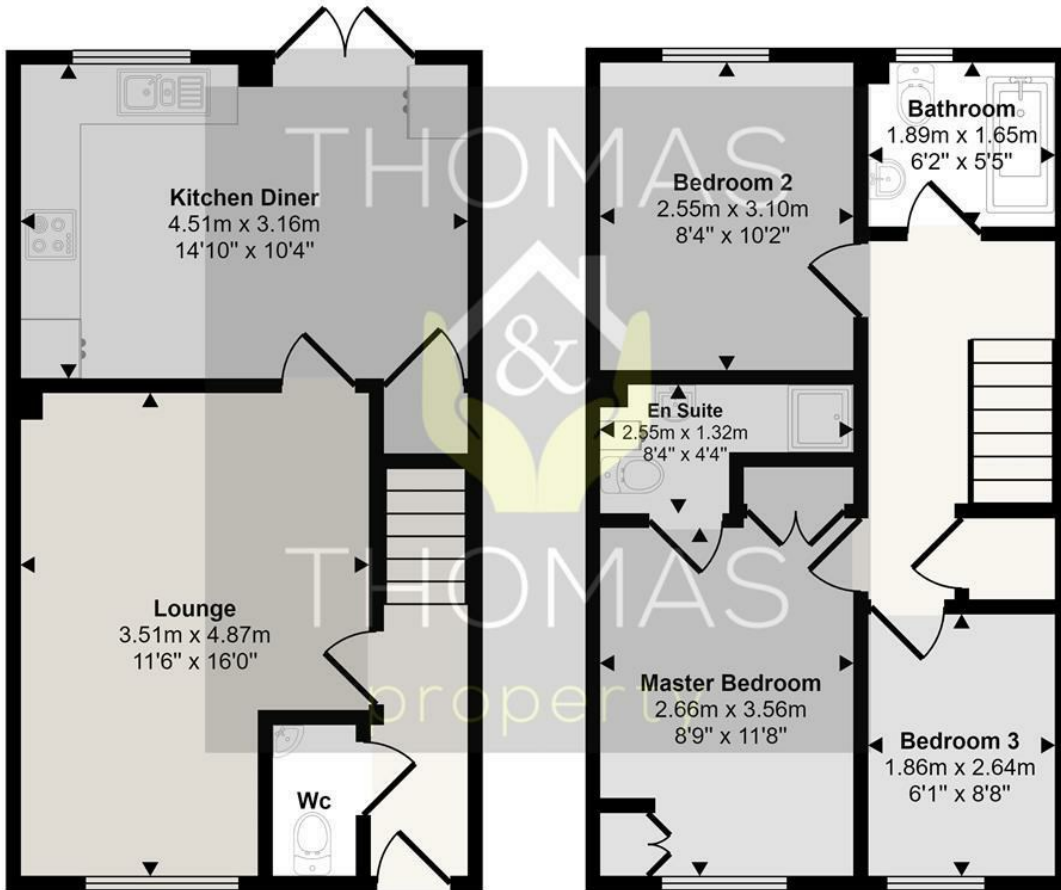 THOMAS
&
THOMAS
property
Kitchen Diner
4.51m x 3.16m
14'10" x 10'4"
Lounge
3.51m x 4.87m
11'6" x 16'0"
Wc
Bedroom 2
2.55m x 3.10m
8'4" x 10'2"
Bathroom
1.89m x 1.65m
6'2" x 5'5"
En Suite
2.55m x 1.32m
8'4" x 4'4"
Master Bedroom
2.66m x 3.56m
8'9" x 11'8"
Bedroom 3
1.86m x 2.64m
6'1" x 8'8"